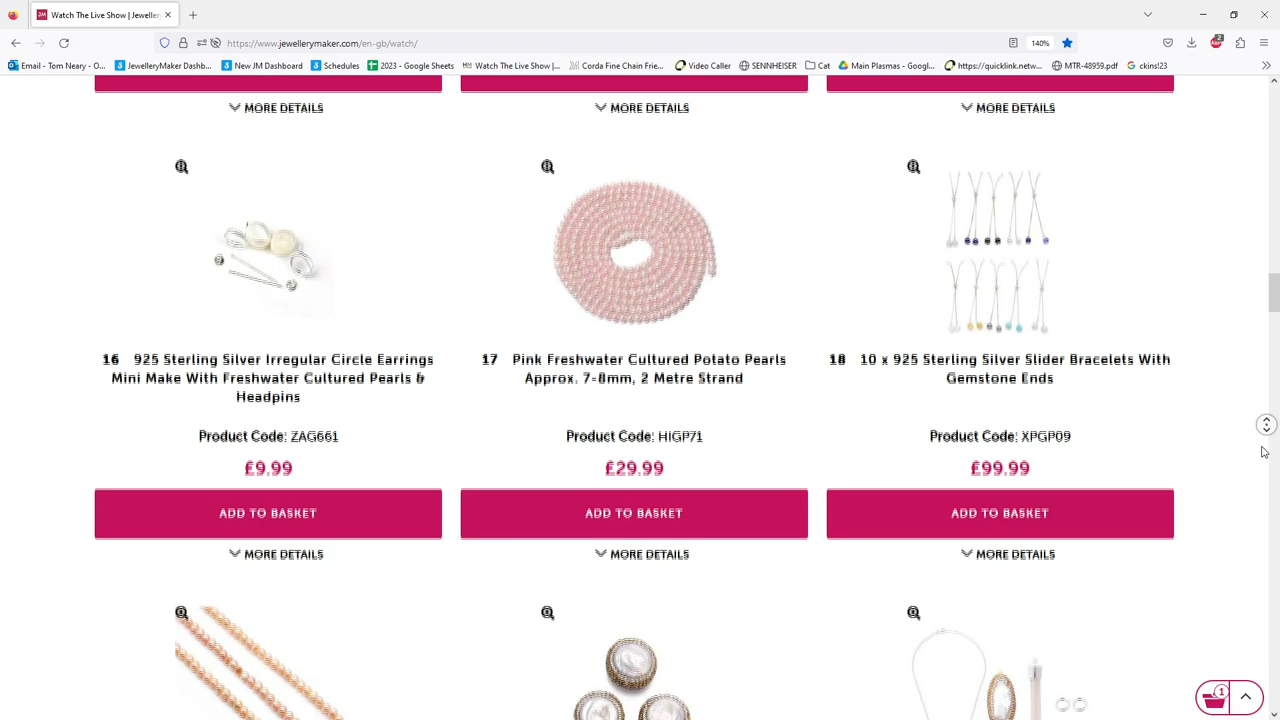 Watch The Live Show | Jeweller
https://www.jewellerymaker.com/en-gb/watch/
140%
2
Email - Tom Neary - O...
JewelleryMaker Dashb...
New JM Dashboard
Schedules
2023 - Google Sheets
Watch The Live Show |...
Corda Fine Chain Frie...
Video Caller
https://quicklink.netw...
SENNHEISER
Cat
Main Plasmas - Googl...
MTR-48959.pdf
ckins!23
MORE DETAILS MORE DETAILS MORE DETAILS
16 925 Sterling Silver Irregular Circle Earrings
Mini Make With Freshwater Cultured Pearls &
Headpins
Product Code: ZAG661
£9.99
ADD TO BASKET
MORE DETAILS
17 Pink Freshwater Cultured Potato Pearls
Approx. 7-8mm, 2 Metre Strand
Product Code: HIGP71
£29.99
ADD TO BASKET
MORE DETAILS
18 10 x 925 Sterling Silver Slider Bracelets With
Gemstone Ends
Product Code: XPGP09
£99.99
ADD TO BASKET
MORE DETAILS
1